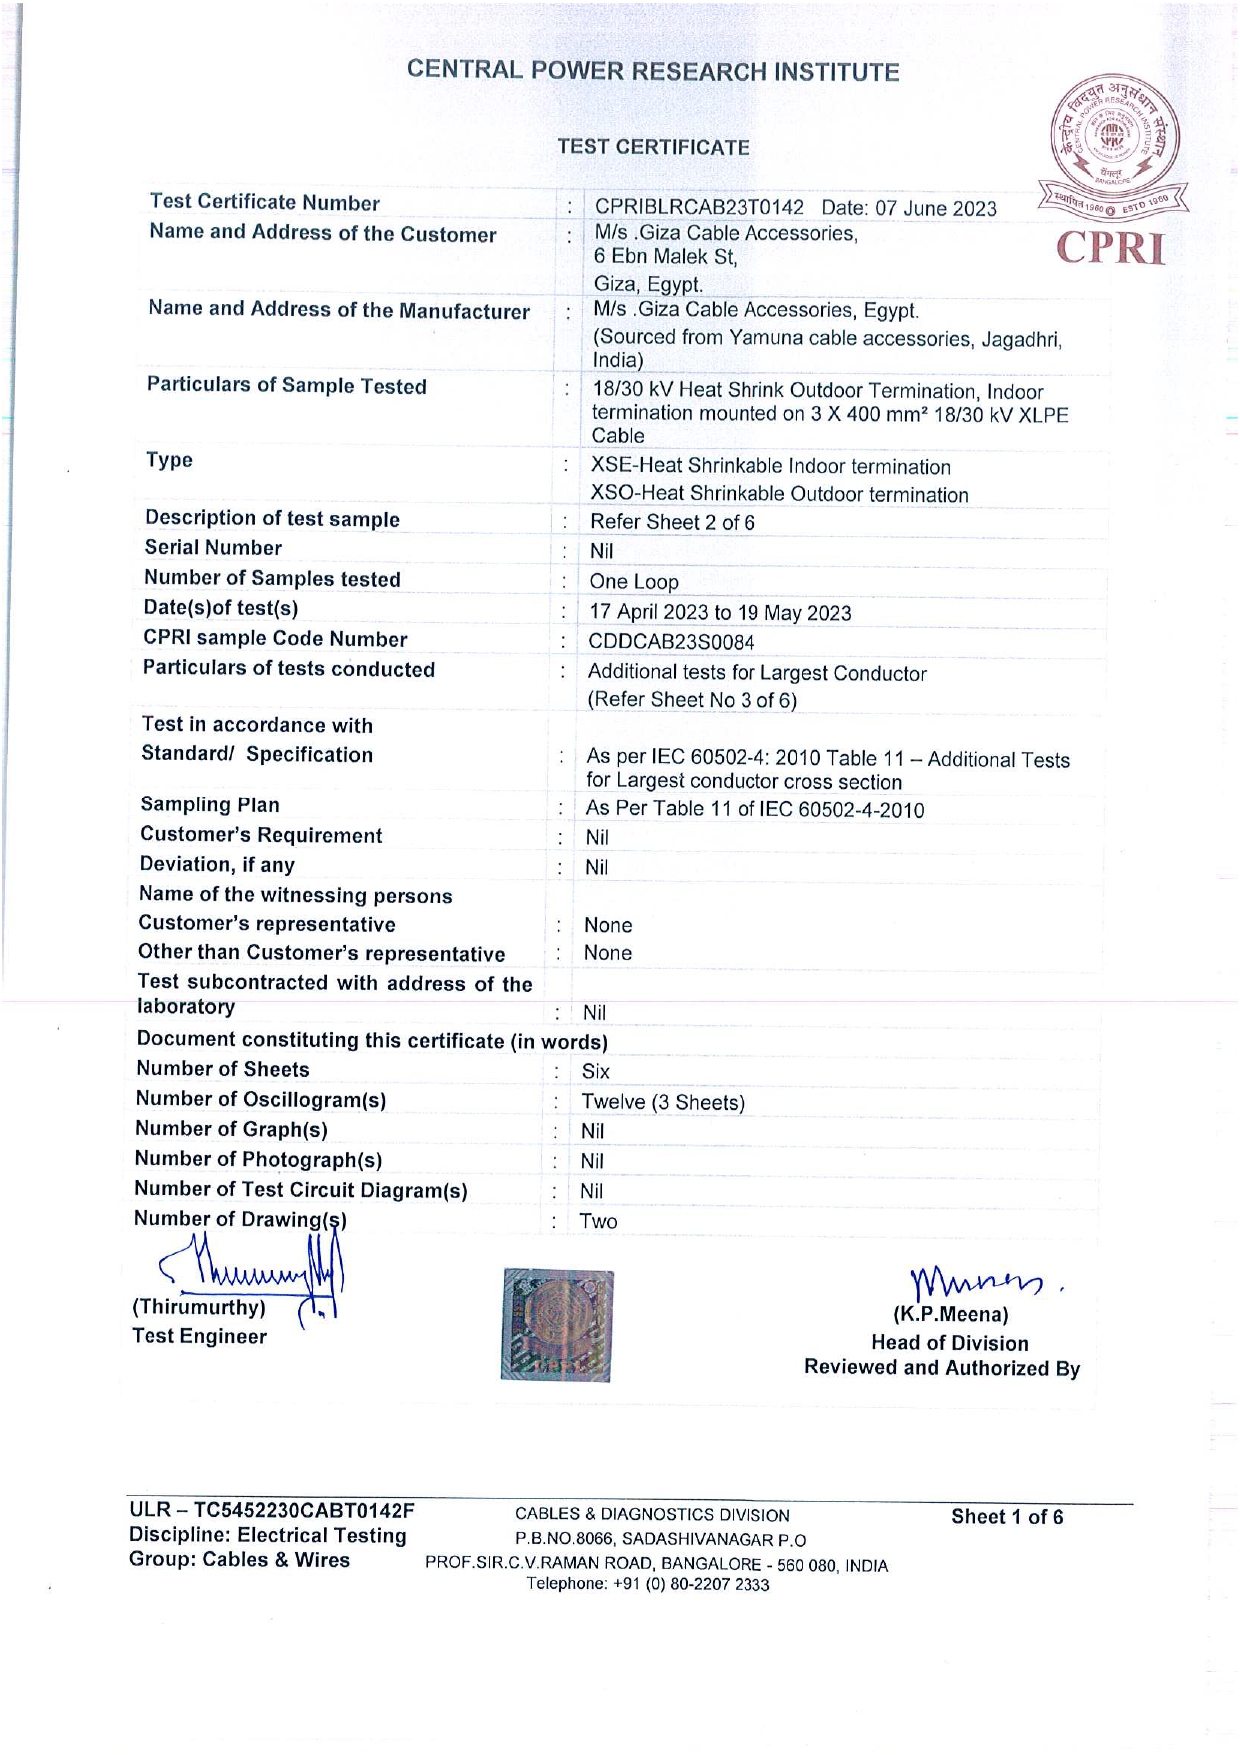 CENTRAL POWER RESEARCH INSTITUTE
TEST CERTIFICATE
केन्द्रीय विद्युत अनुसंधान संस्थान
CENTRAL POWER RESEARCH INSTITUTE
बेंगलूर
BANGALORE
स्थापित 1960 ESTD 1960
CPRI
Test Certificate Number : CPRIBLRCAB23T0142 Date: 07 June 2023
Name and Address of the Customer : M/s .Giza Cable Accessories,
6 Ebn Malek St,
Giza, Egypt.
Name and Address of the Manufacturer : M/s .Giza Cable Accessories, Egypt.
(Sourced from Yamuna cable accessories, Jagadhri,
India)
Particulars of Sample Tested : 18/30 kV Heat Shrink Outdoor Termination, Indoor
termination mounted on 3 X 400 mm² 18/30 kV XLPE
Cable
Type : XSE-Heat Shrinkable Indoor termination
XSO-Heat Shrinkable Outdoor termination
Description of test sample : Refer Sheet 2 of 6
Serial Number : Nil
Number of Samples tested : One Loop
Date(s)of test(s) : 17 April 2023 to 19 May 2023
CPRI sample Code Number : CDDCAB23S0084
Particulars of tests conducted : Additional tests for Largest Conductor
(Refer Sheet No 3 of 6)
Test in accordance with
Standard/ Specification : As per IEC 60502-4: 2010 Table 11 – Additional Tests
for Largest conductor cross section
Sampling Plan : As Per Table 11 of IEC 60502-4-2010
Customer's Requirement : Nil
Deviation, if any : Nil
Name of the witnessing persons
Customer's representative : None
Other than Customer's representative : None
Test subcontracted with address of the
laboratory : Nil
Document constituting this certificate (in words)
Number of Sheets : Six
Number of Oscillogram(s) : Twelve (3 Sheets)
Number of Graph(s) : Nil
Number of Photograph(s) : Nil
Number of Test Circuit Diagram(s) : Nil
Number of Drawing(s) : Two
(Thirumurthy)
Test Engineer
CPRI
(K.P.Meena)
Head of Division
Reviewed and Authorized By
ULR – TC5452230CABT0142F
Discipline: Electrical Testing
Group: Cables & Wires
CABLES & DIAGNOSTICS DIVISION
P.B.NO.8066, SADASHIVANAGAR P.O
PROF.SIR.C.V.RAMAN ROAD, BANGALORE - 560 080, INDIA
Telephone: +91 (0) 80-2207 2333
Sheet 1 of 6